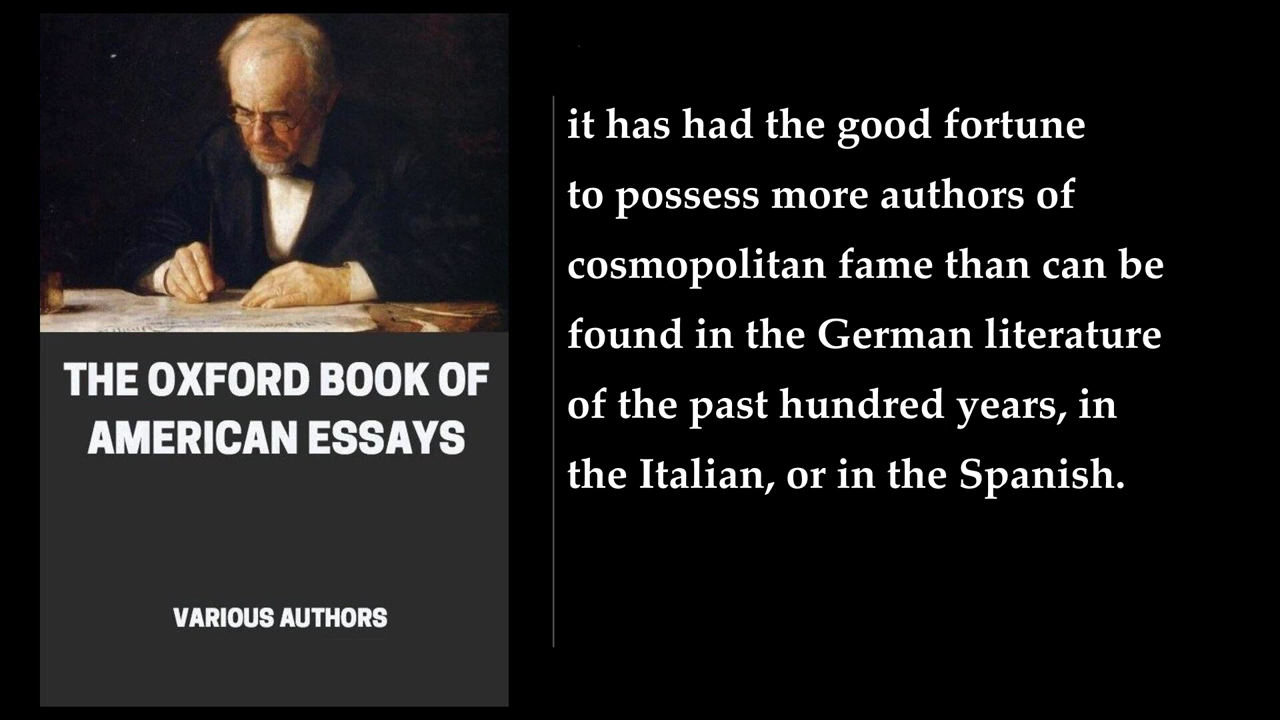 THE OXFORD BOOK OF
AMERICAN ESSAYS
VARIOUS AUTHORS
it has had the good fortune
to possess more authors of
cosmopolitan fame than can be
found in the German literature
of the past hundred years, in
the Italian, or in the Spanish.